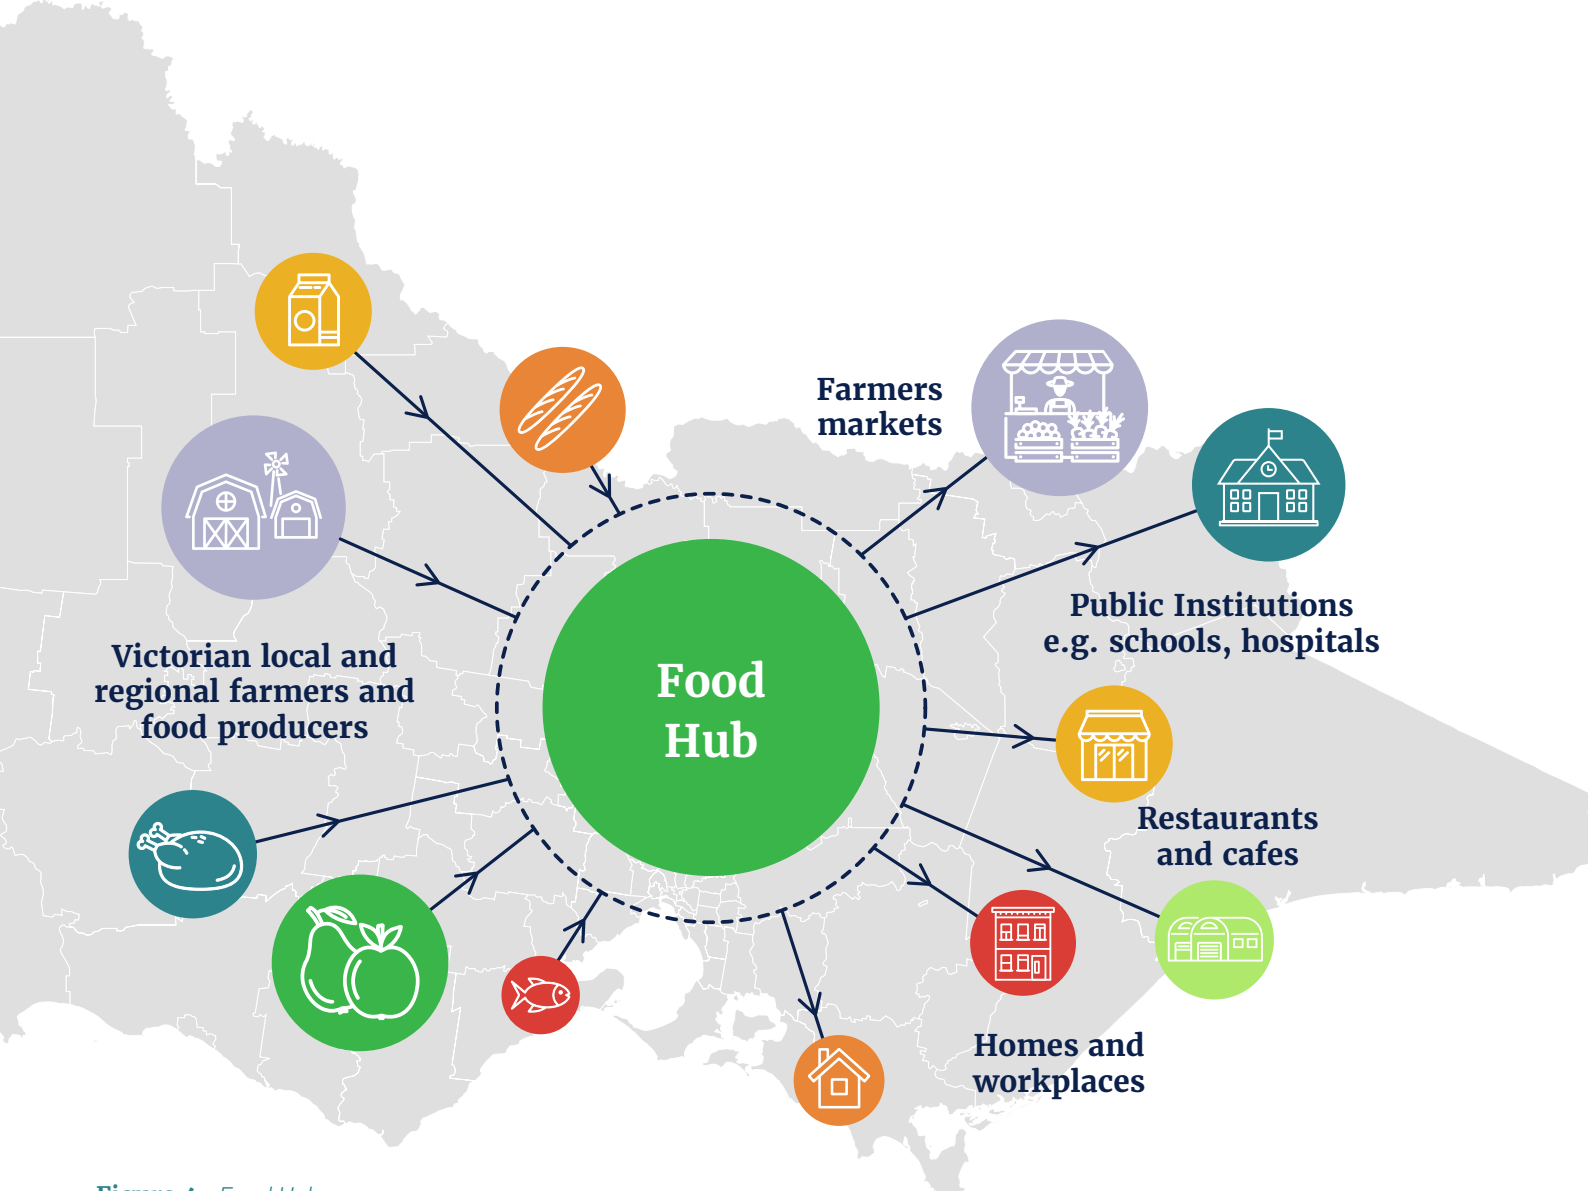 Farmers
markets
Public Institutions
e.g. schools, hospitals
Victorian local and
regional farmers and
food producers
Food
Hub
Restaurants
and cafes
Homes and
workplaces